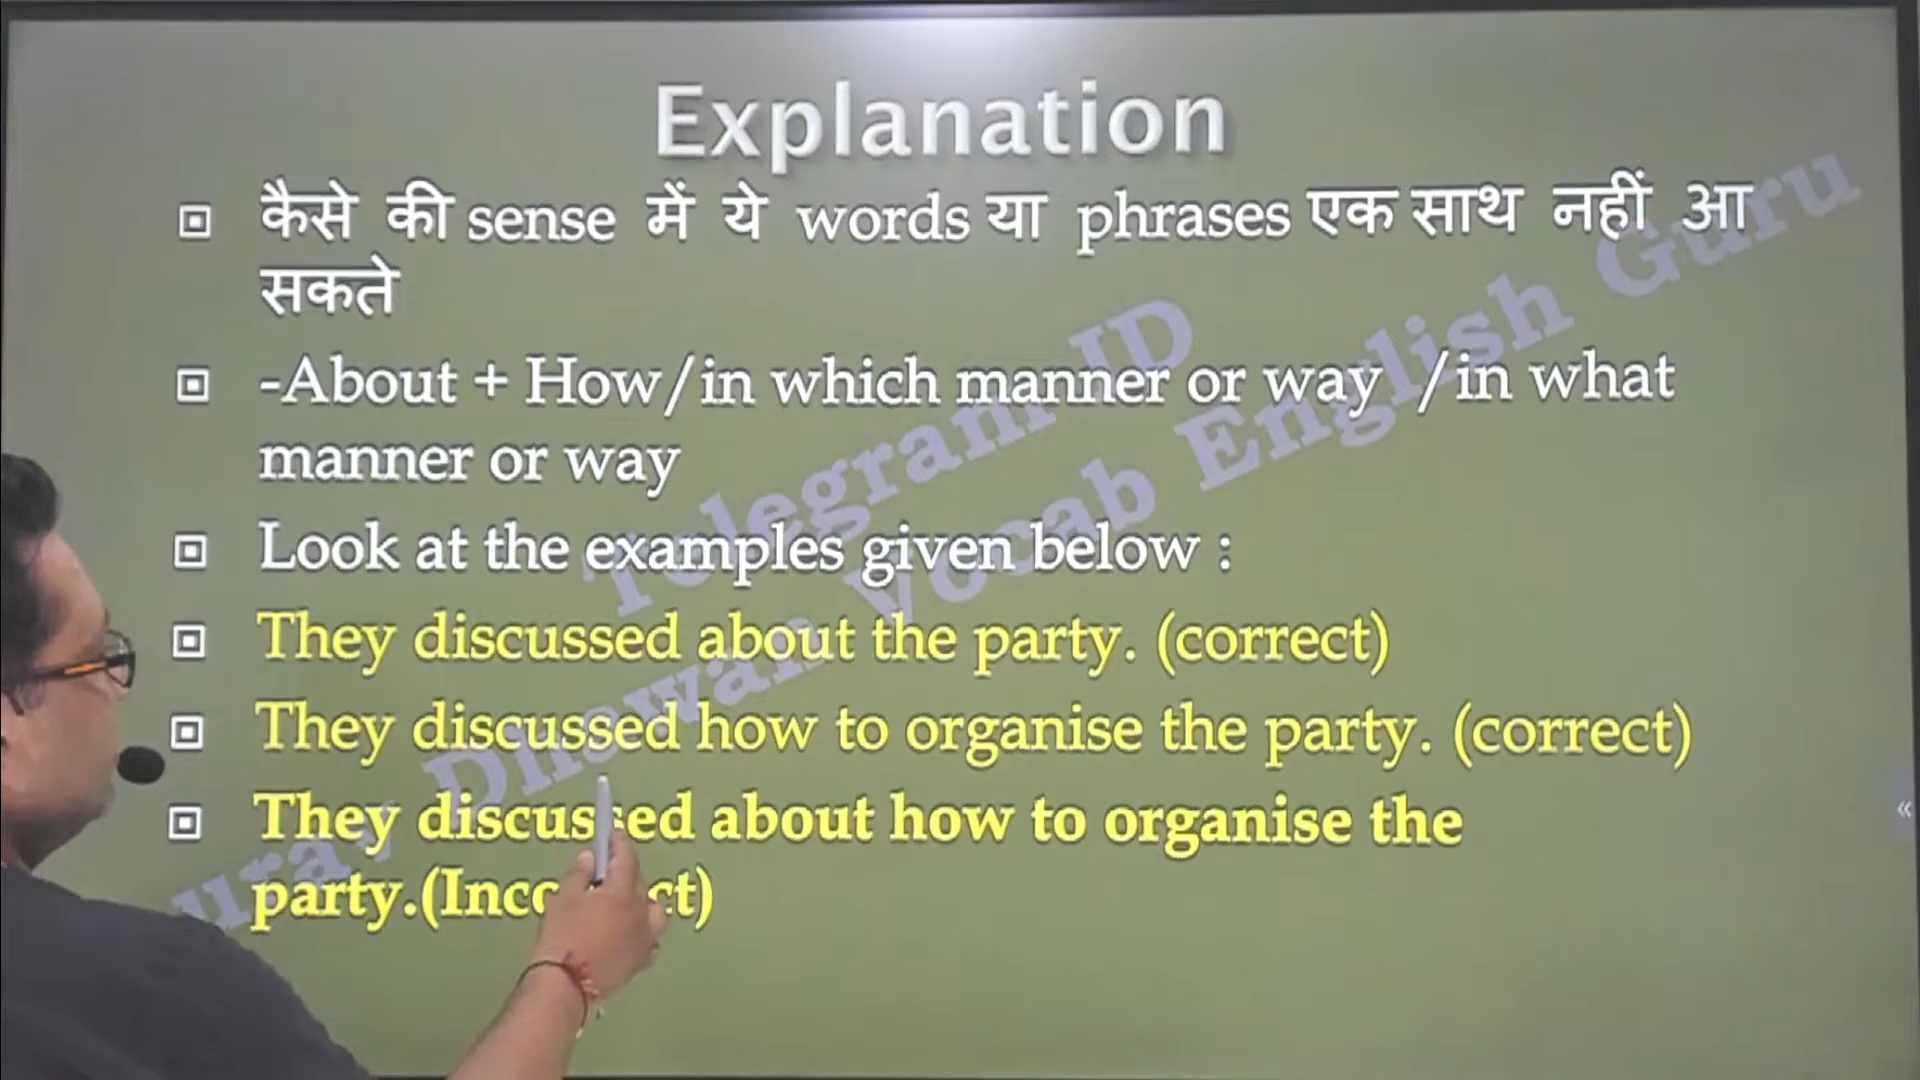 Explanation
कैसे की sense में ये words या phrases एक साथ नहीं आ
सकते
-About + How/in which manner or way /in what
manner or way
Look at the examples given below :
They discussed about the party. (correct)
They discussed how to organise the party. (correct)
They discussed about how to organise the
party.(Incorrect)
Telegram ID
Dhawan Vocab English Guru